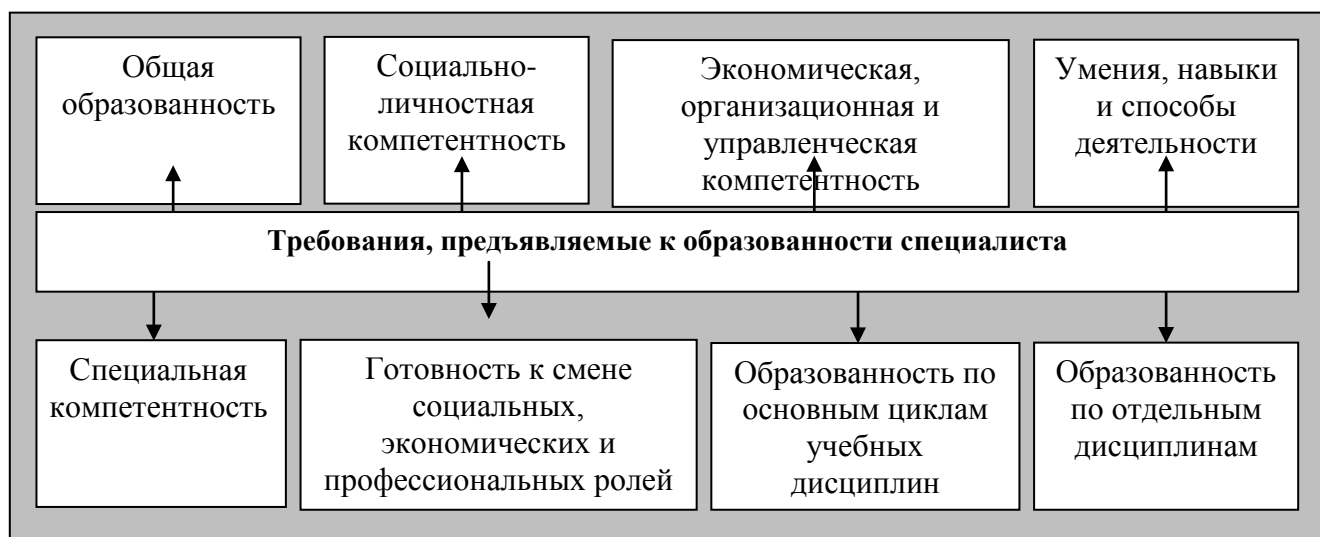 Общая
образованность
Социально-
личностная
компетентность
Экономическая,
организационная и
управленческая
компетентность
Умения, навыки
и способы
деятельности
Требования, предъявляемые к образованности специалиста
Специальная
компетентность
Готовность к смене
социальных,
экономических и
профессиональных ролей
Образованность по
основным циклам
учебных
дисциплин
Образованность
по отдельным
дисциплинам